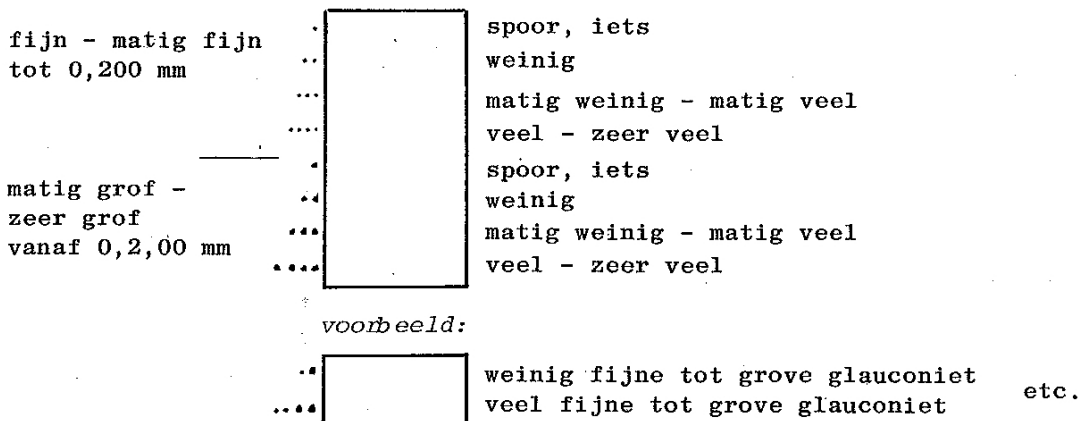 fijn - matig fijn
tot 0,200 mm
spoor, iets
weinig
matig weinig - matig veel
veel - zeer veel
matig grof -
zeer grof
vanaf 0,2,00 mm
spoor, iets
weinig
matig weinig - matig veel
veel - zeer veel
voorbeeld:
weinig fijne tot grove glauconiet
veel fijne tot grove glauconiet
etc.